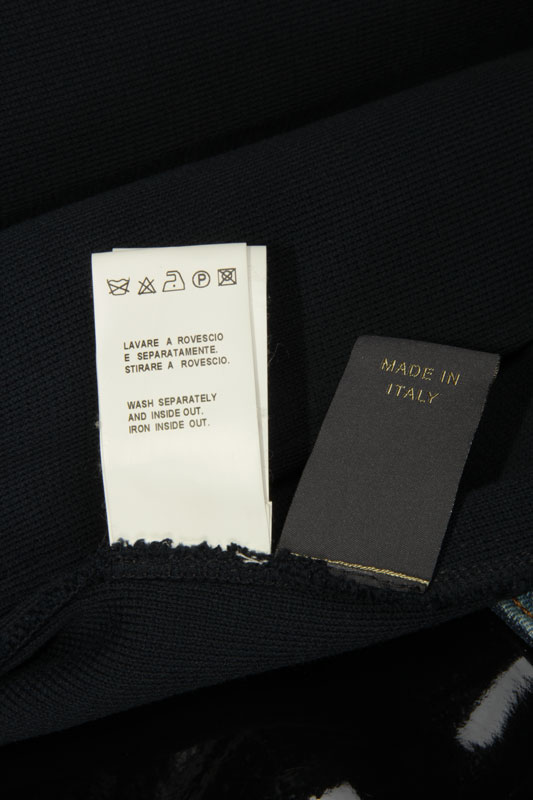 P
LAVARE A ROVESCIO
E SEPARATAMENTE.
STIRARE A ROVESCIO.
WASH SEPARATELY
AND INSIDE OUT.
IRON INSIDE OUT.
MADE IN
ITALY